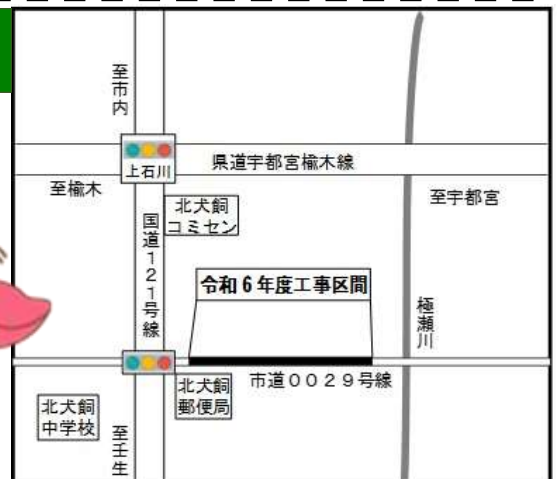 至市内
県道宇都宮楡木線
上石川
至楡木
至宇都宮
北犬飼
コミセン
国道121号線
令和6年度工事区間
極瀬川
市道0029号線
北犬飼
郵便局
北犬飼
中学校
至壬生